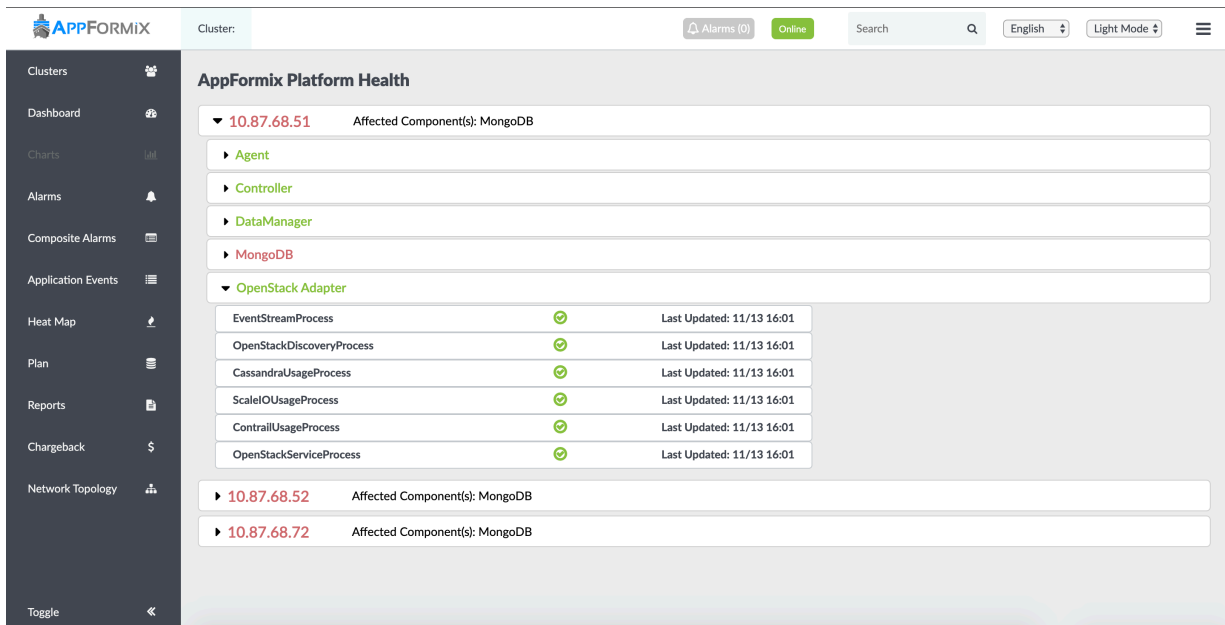 APPFORMIX
Cluster:
Alarms (0)
Online
Search
English
Light Mode
Clusters
Dashboard
Charts
Alarms
Composite Alarms
Application Events
Heat Map
Plan
Reports
Chargeback
Network Topology
Toggle
AppFormix Platform Health
10.87.68.51 Affected Component(s): MongoDB
Agent
Controller
DataManager
MongoDB
OpenStack Adapter
EventStreamProcess Last Updated: 11/13 16:01
OpenStackDiscoveryProcess Last Updated: 11/13 16:01
CassandraUsageProcess Last Updated: 11/13 16:01
ScaleIOUsageProcess Last Updated: 11/13 16:01
ContrailUsageProcess Last Updated: 11/13 16:01
OpenStackServiceProcess Last Updated: 11/13 16:01
10.87.68.52 Affected Component(s): MongoDB
10.87.68.72 Affected Component(s): MongoDB